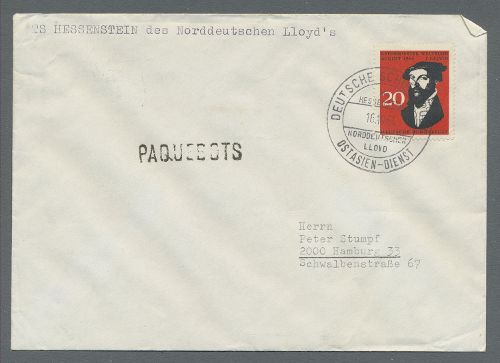 TS HESSENSTEIN des Norddeutschen Lloyd's
20
DEUTSCHE
16.
NORDDEUTSCHER
LLOYD
OSTASIEN-DIENST
PAQUEBOTS
Herrn
Peter Stumpf
2000 Hamburg 33
Schwalbenstraße 67